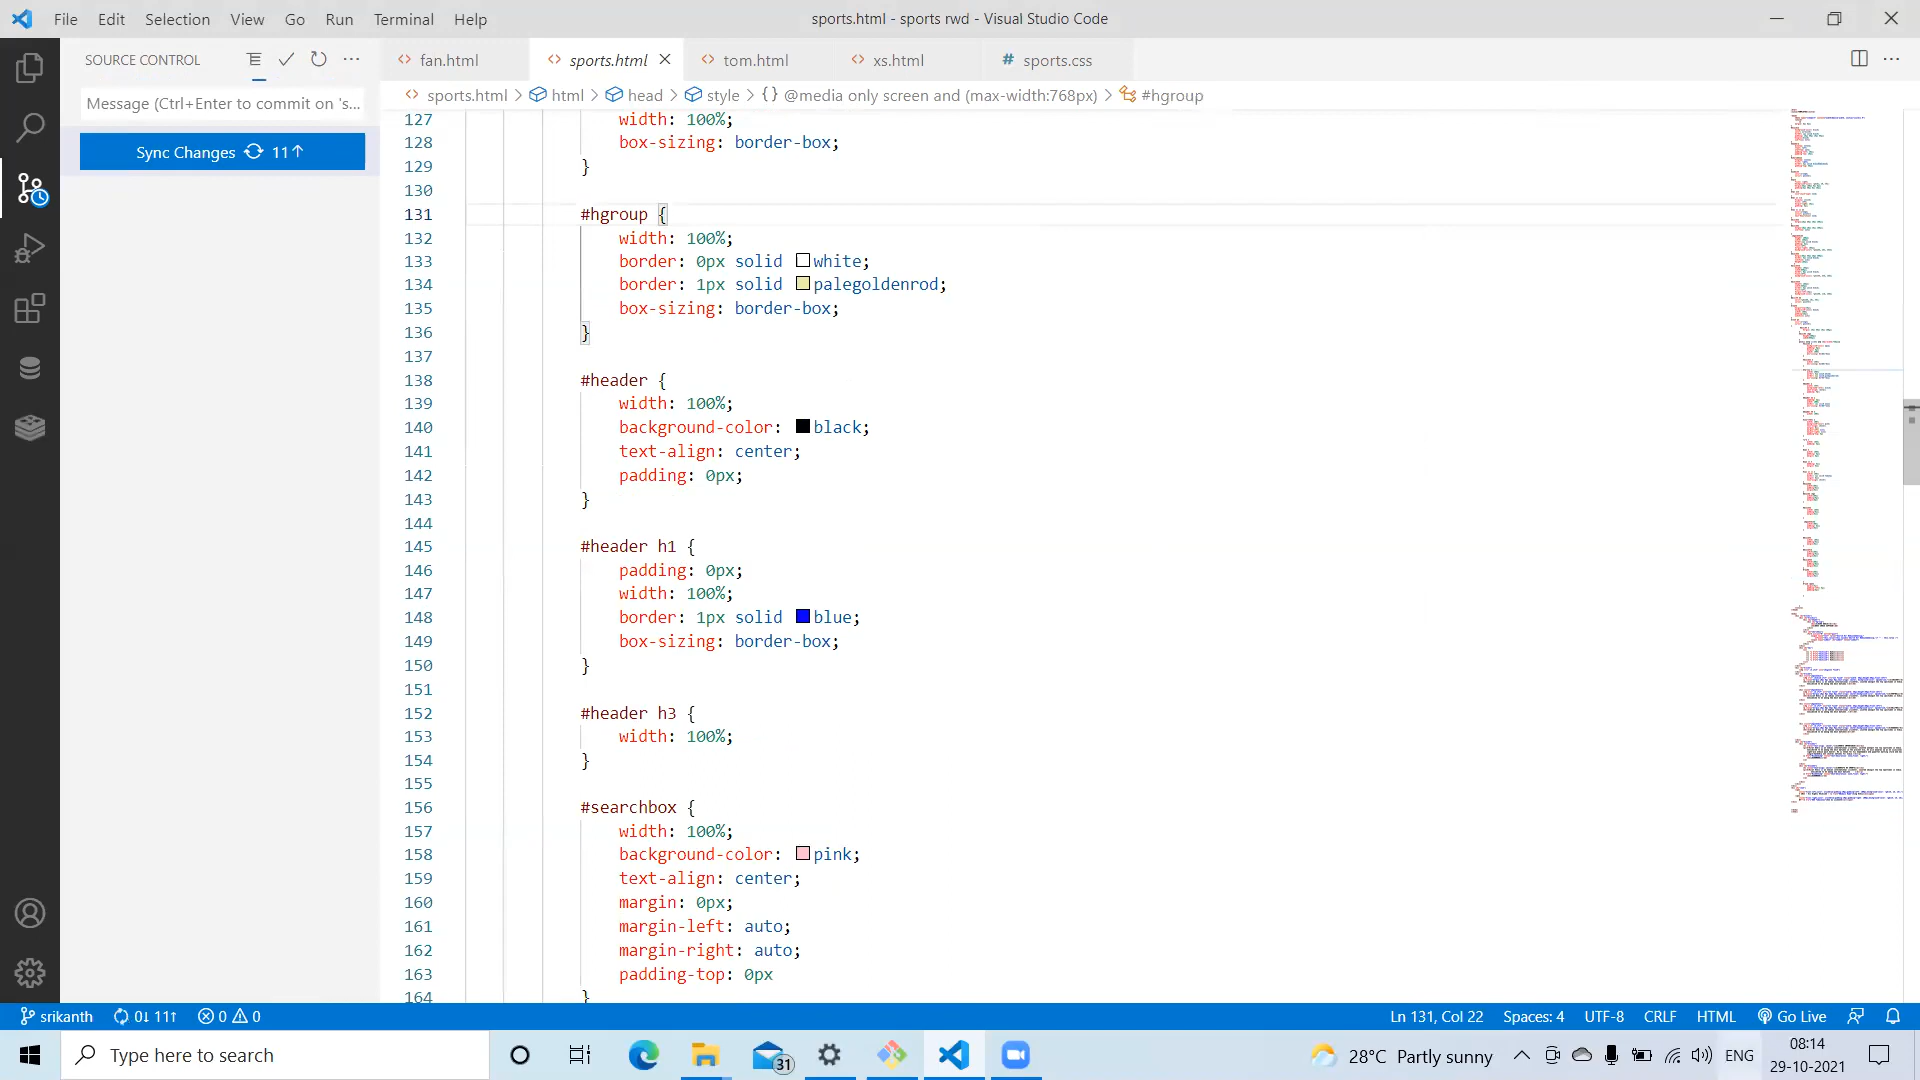 File Edit Selection View Go Run Terminal Help
sports.html - sports rwd - Visual Studio Code
SOURCE CONTROL
fan.html
sports.html
tom.html
xs.html
# sports.css
Message (Ctrl+Enter to commit on 's...
sports.html > html > head > style > {} @media only screen and (max-width:768px) > #hgroup
Sync Changes 11↑
127 width: 100%;
128 box-sizing: border-box;
129 }
130
131 #hgroup {
132 width: 100%;
133 border: 0px solid white;
134 border: 1px solid palegoldenrod;
135 box-sizing: border-box;
136 }
137
138 #header {
139 width: 100%;
140 background-color: black;
141 text-align: center;
142 padding: 0px;
143 }
144
145 #header h1 {
146 padding: 0px;
147 width: 100%;
148 border: 1px solid blue;
149 box-sizing: border-box;
150 }
151
152 #header h3 {
153 width: 100%;
154 }
155
156 #searchbox {
157 width: 100%;
158 background-color: pink;
159 text-align: center;
160 margin: 0px;
161 margin-left: auto;
162 margin-right: auto;
163 padding-top: 0px
164 }
srikanth 0↓ 11↑ 0 0
Ln 131, Col 22 Spaces: 4 UTF-8 CRLF HTML Go Live
Type here to search
31
28°C Partly sunny
ENG
08:14
29-10-2021